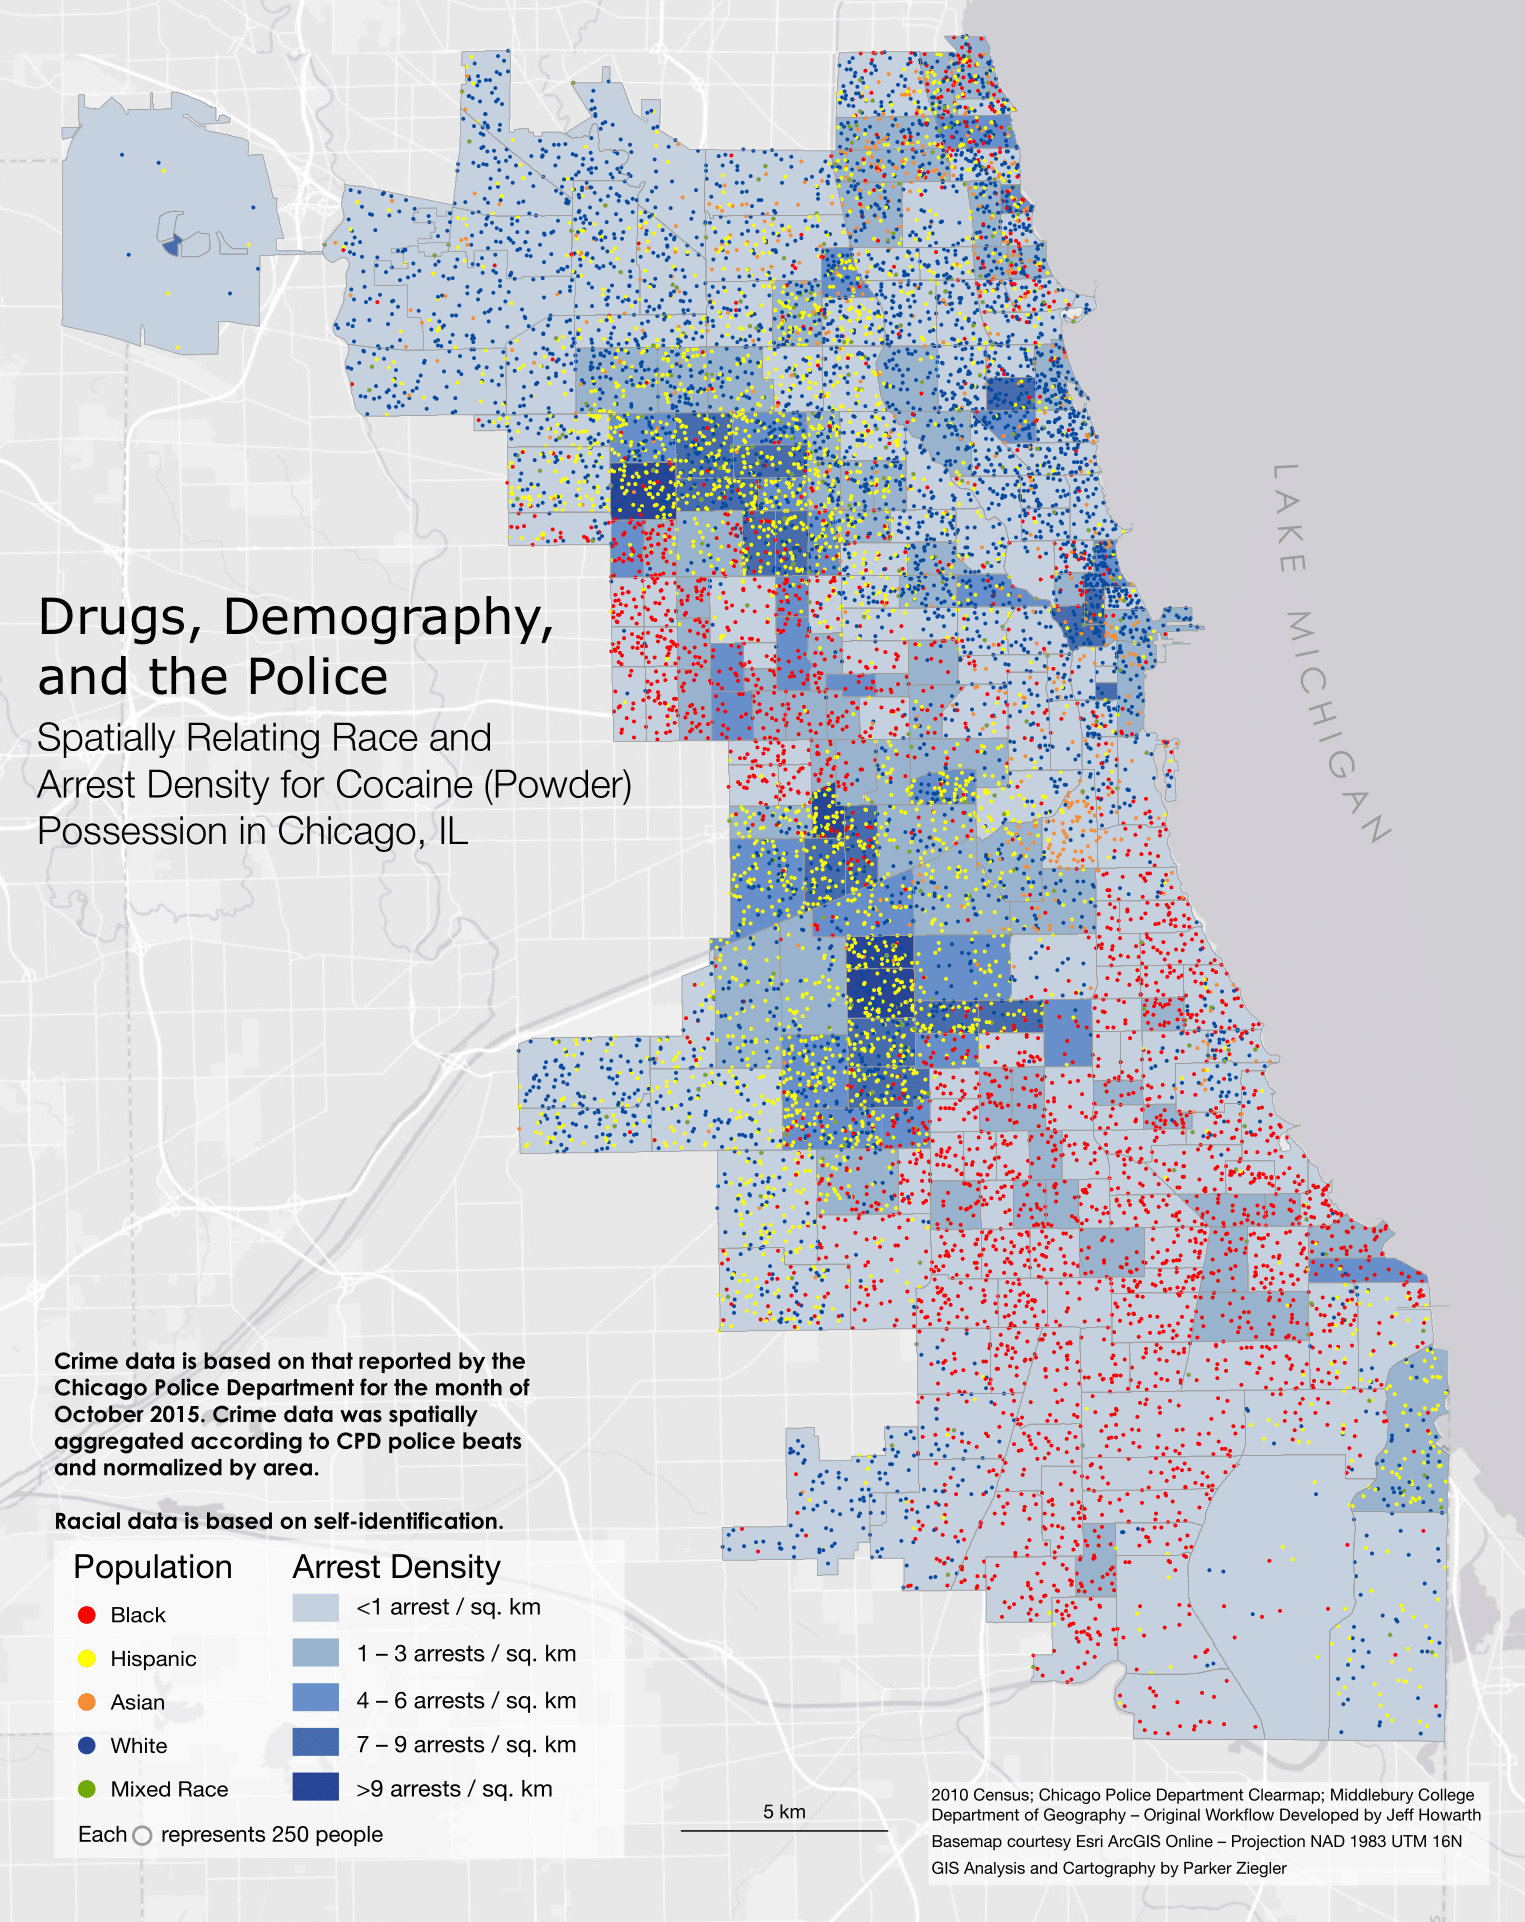 LAKE MICHIGAN
Drugs, Demography,
and the Police
Spatially Relating Race and
Arrest Density for Cocaine (Powder)
Possession in Chicago, IL
Crime data is based on that reported by the
Chicago Police Department for the month of
October 2015. Crime data was spatially
aggregated according to CPD police beats
and normalized by area.
Racial data is based on self-identification.
Population
Black
Hispanic
Asian
White
Mixed Race
Each represents 250 people
Arrest Density
<1 arrest / sq. km
1 – 3 arrests / sq. km
4 – 6 arrests / sq. km
7 – 9 arrests / sq. km
>9 arrests / sq. km
5 km
2010 Census; Chicago Police Department Clearmap; Middlebury College
Department of Geography – Original Workflow Developed by Jeff Howarth
Basemap courtesy Esri ArcGIS Online – Projection NAD 1983 UTM 16N
GIS Analysis and Cartography by Parker Ziegler